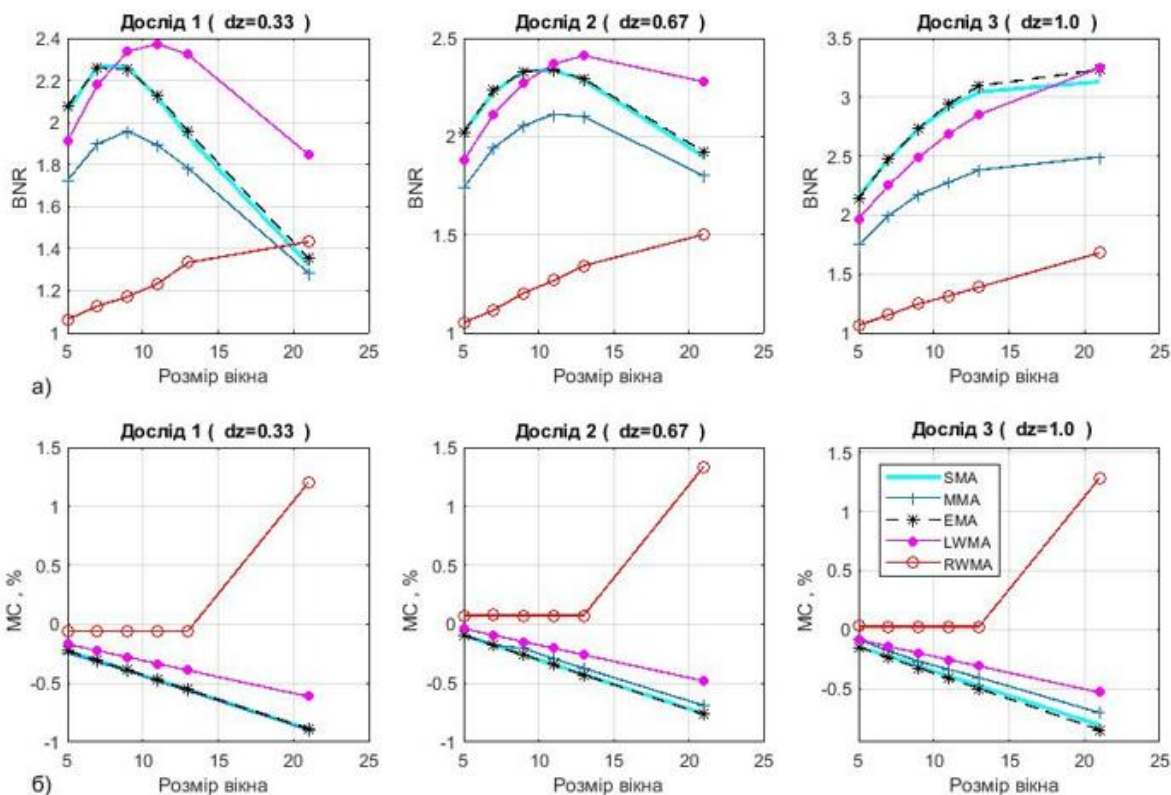 Дослід 1 ( dz=0.33 )
Дослід 2 ( dz=0.67 )
Дослід 3 ( dz=1.0 )
BNR
2.4
2.2
2
1.8
1.6
1.4
1.2
1
5 10 15 20 25
Розмір вікна
BNR
2.5
2
1.5
1
5 10 15 20 25
Розмір вікна
BNR
3.5
3
2.5
2
1.5
1
5 10 15 20 25
Розмір вікна
а)
Дослід 1 ( dz=0.33 )
Дослід 2 ( dz=0.67 )
Дослід 3 ( dz=1.0 )
MC , %
1.5
1
0.5
0
-0.5
-1
5 10 15 20 25
Розмір вікна
MC , %
1.5
1
0.5
0
-0.5
-1
5 10 15 20 25
Розмір вікна
MC , %
1.5
1
0.5
0
-0.5
5 10 15 20 25
Розмір вікна
SMA
MMA
EMA
LWMA
RWMA
б)